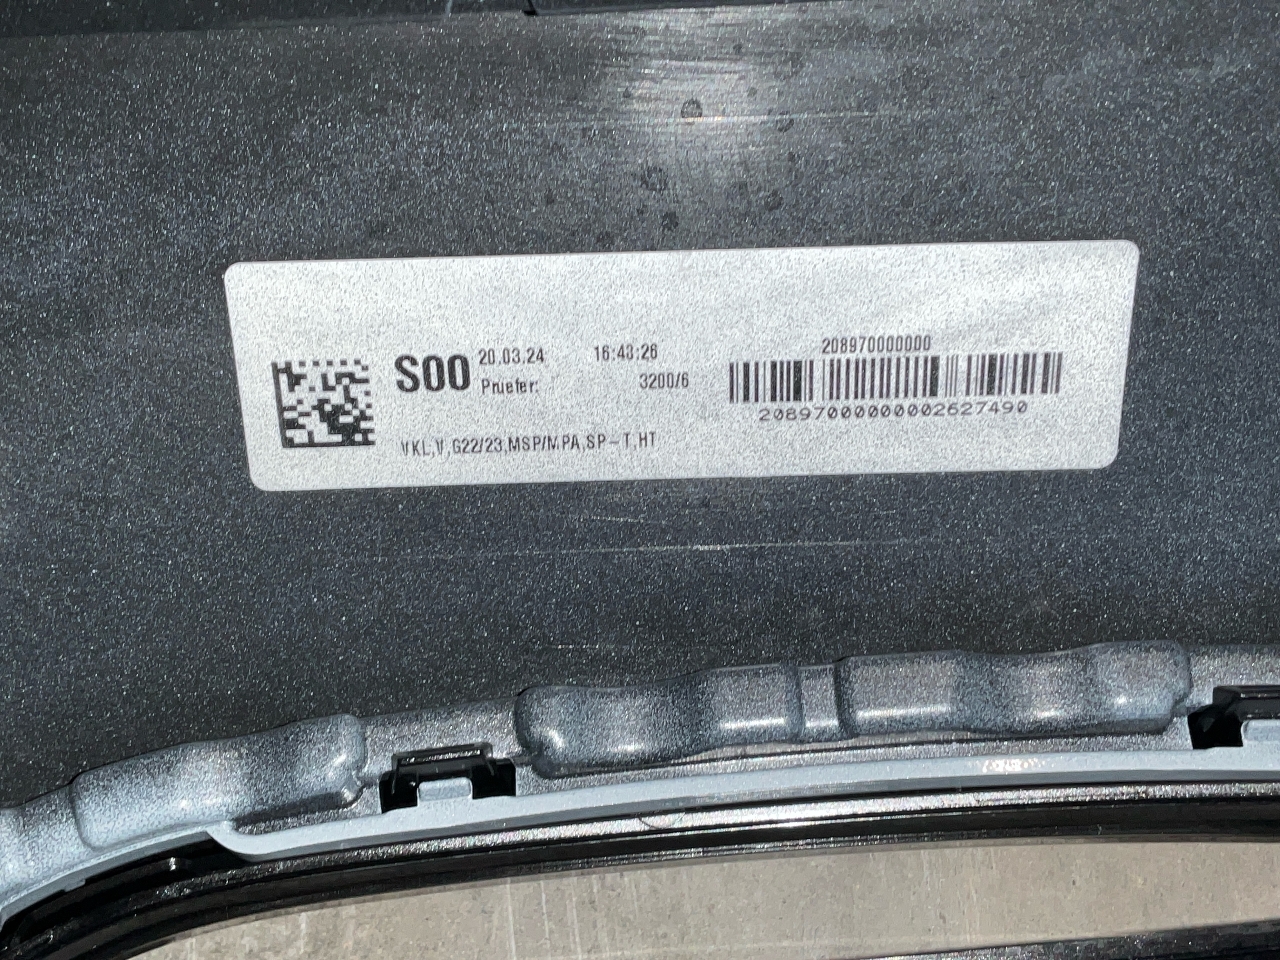 S00
20.03.24 16:43:26
Pruefer: 3200/6
VKL,V,G22/23,MSP/M.PA,SP-T,HT
208970000000
20897000000002627490